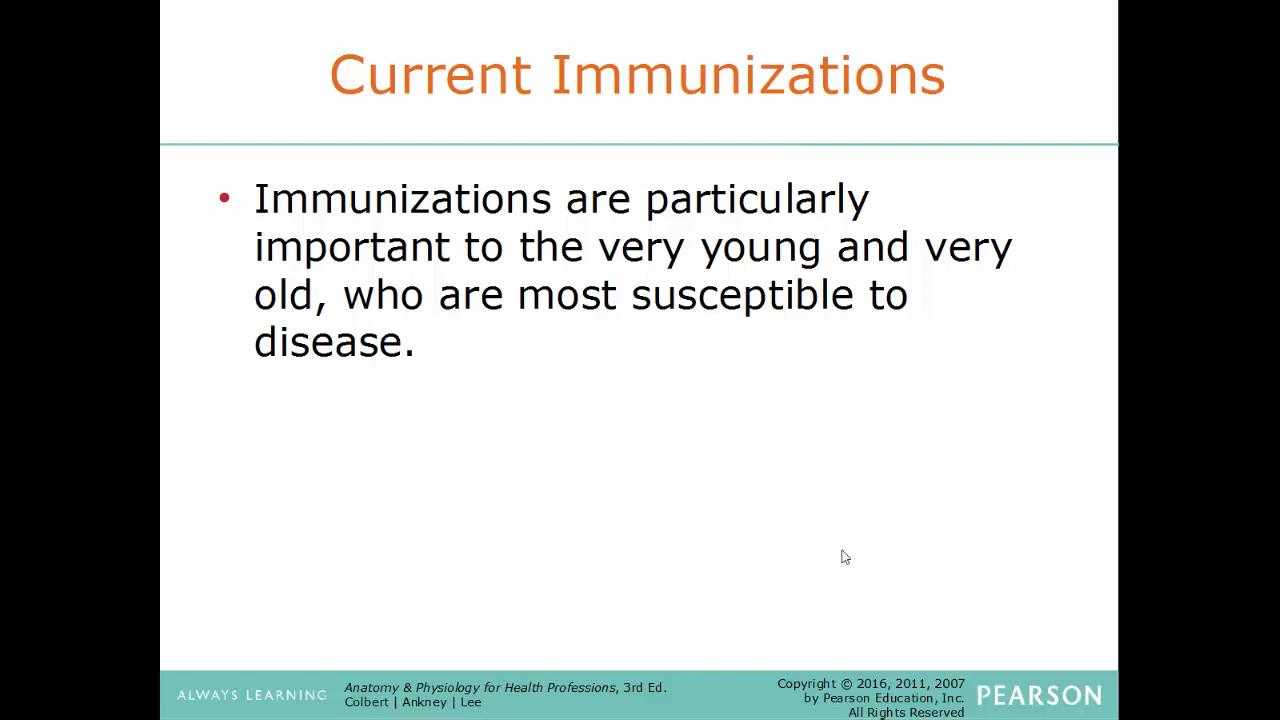 Current Immunizations
• Immunizations are particularly
important to the very young and very
old, who are most susceptible to
disease.
ALWAYS LEARNING
Anatomy & Physiology for Health Professions, 3rd Ed.
Colbert | Ankney | Lee
Copyright © 2016, 2011, 2007
by Pearson Education, Inc.
All Rights Reserved
PEARSON